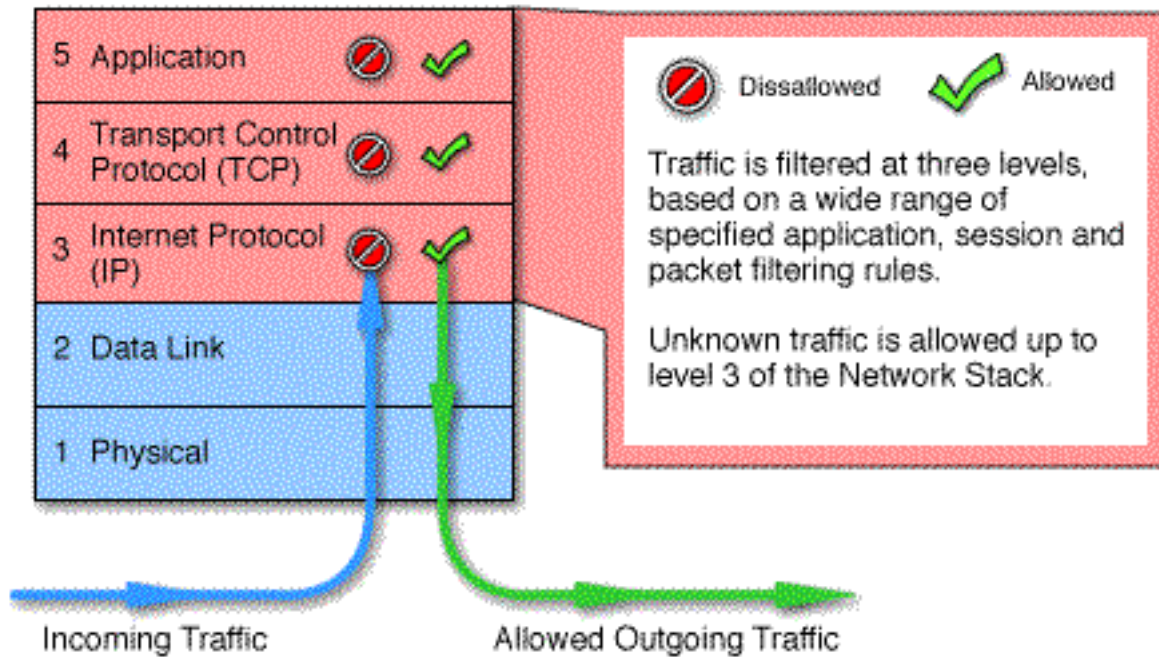 5 Application
4 Transport Control
Protocol (TCP)
3 Internet Protocol
(IP)
2 Data Link
1 Physical
Dissallowed
Allowed
Traffic is filtered at three levels,
based on a wide range of
specified application, session and
packet filtering rules.
Unknown traffic is allowed up to
level 3 of the Network Stack.
Incoming Traffic
Allowed Outgoing Traffic